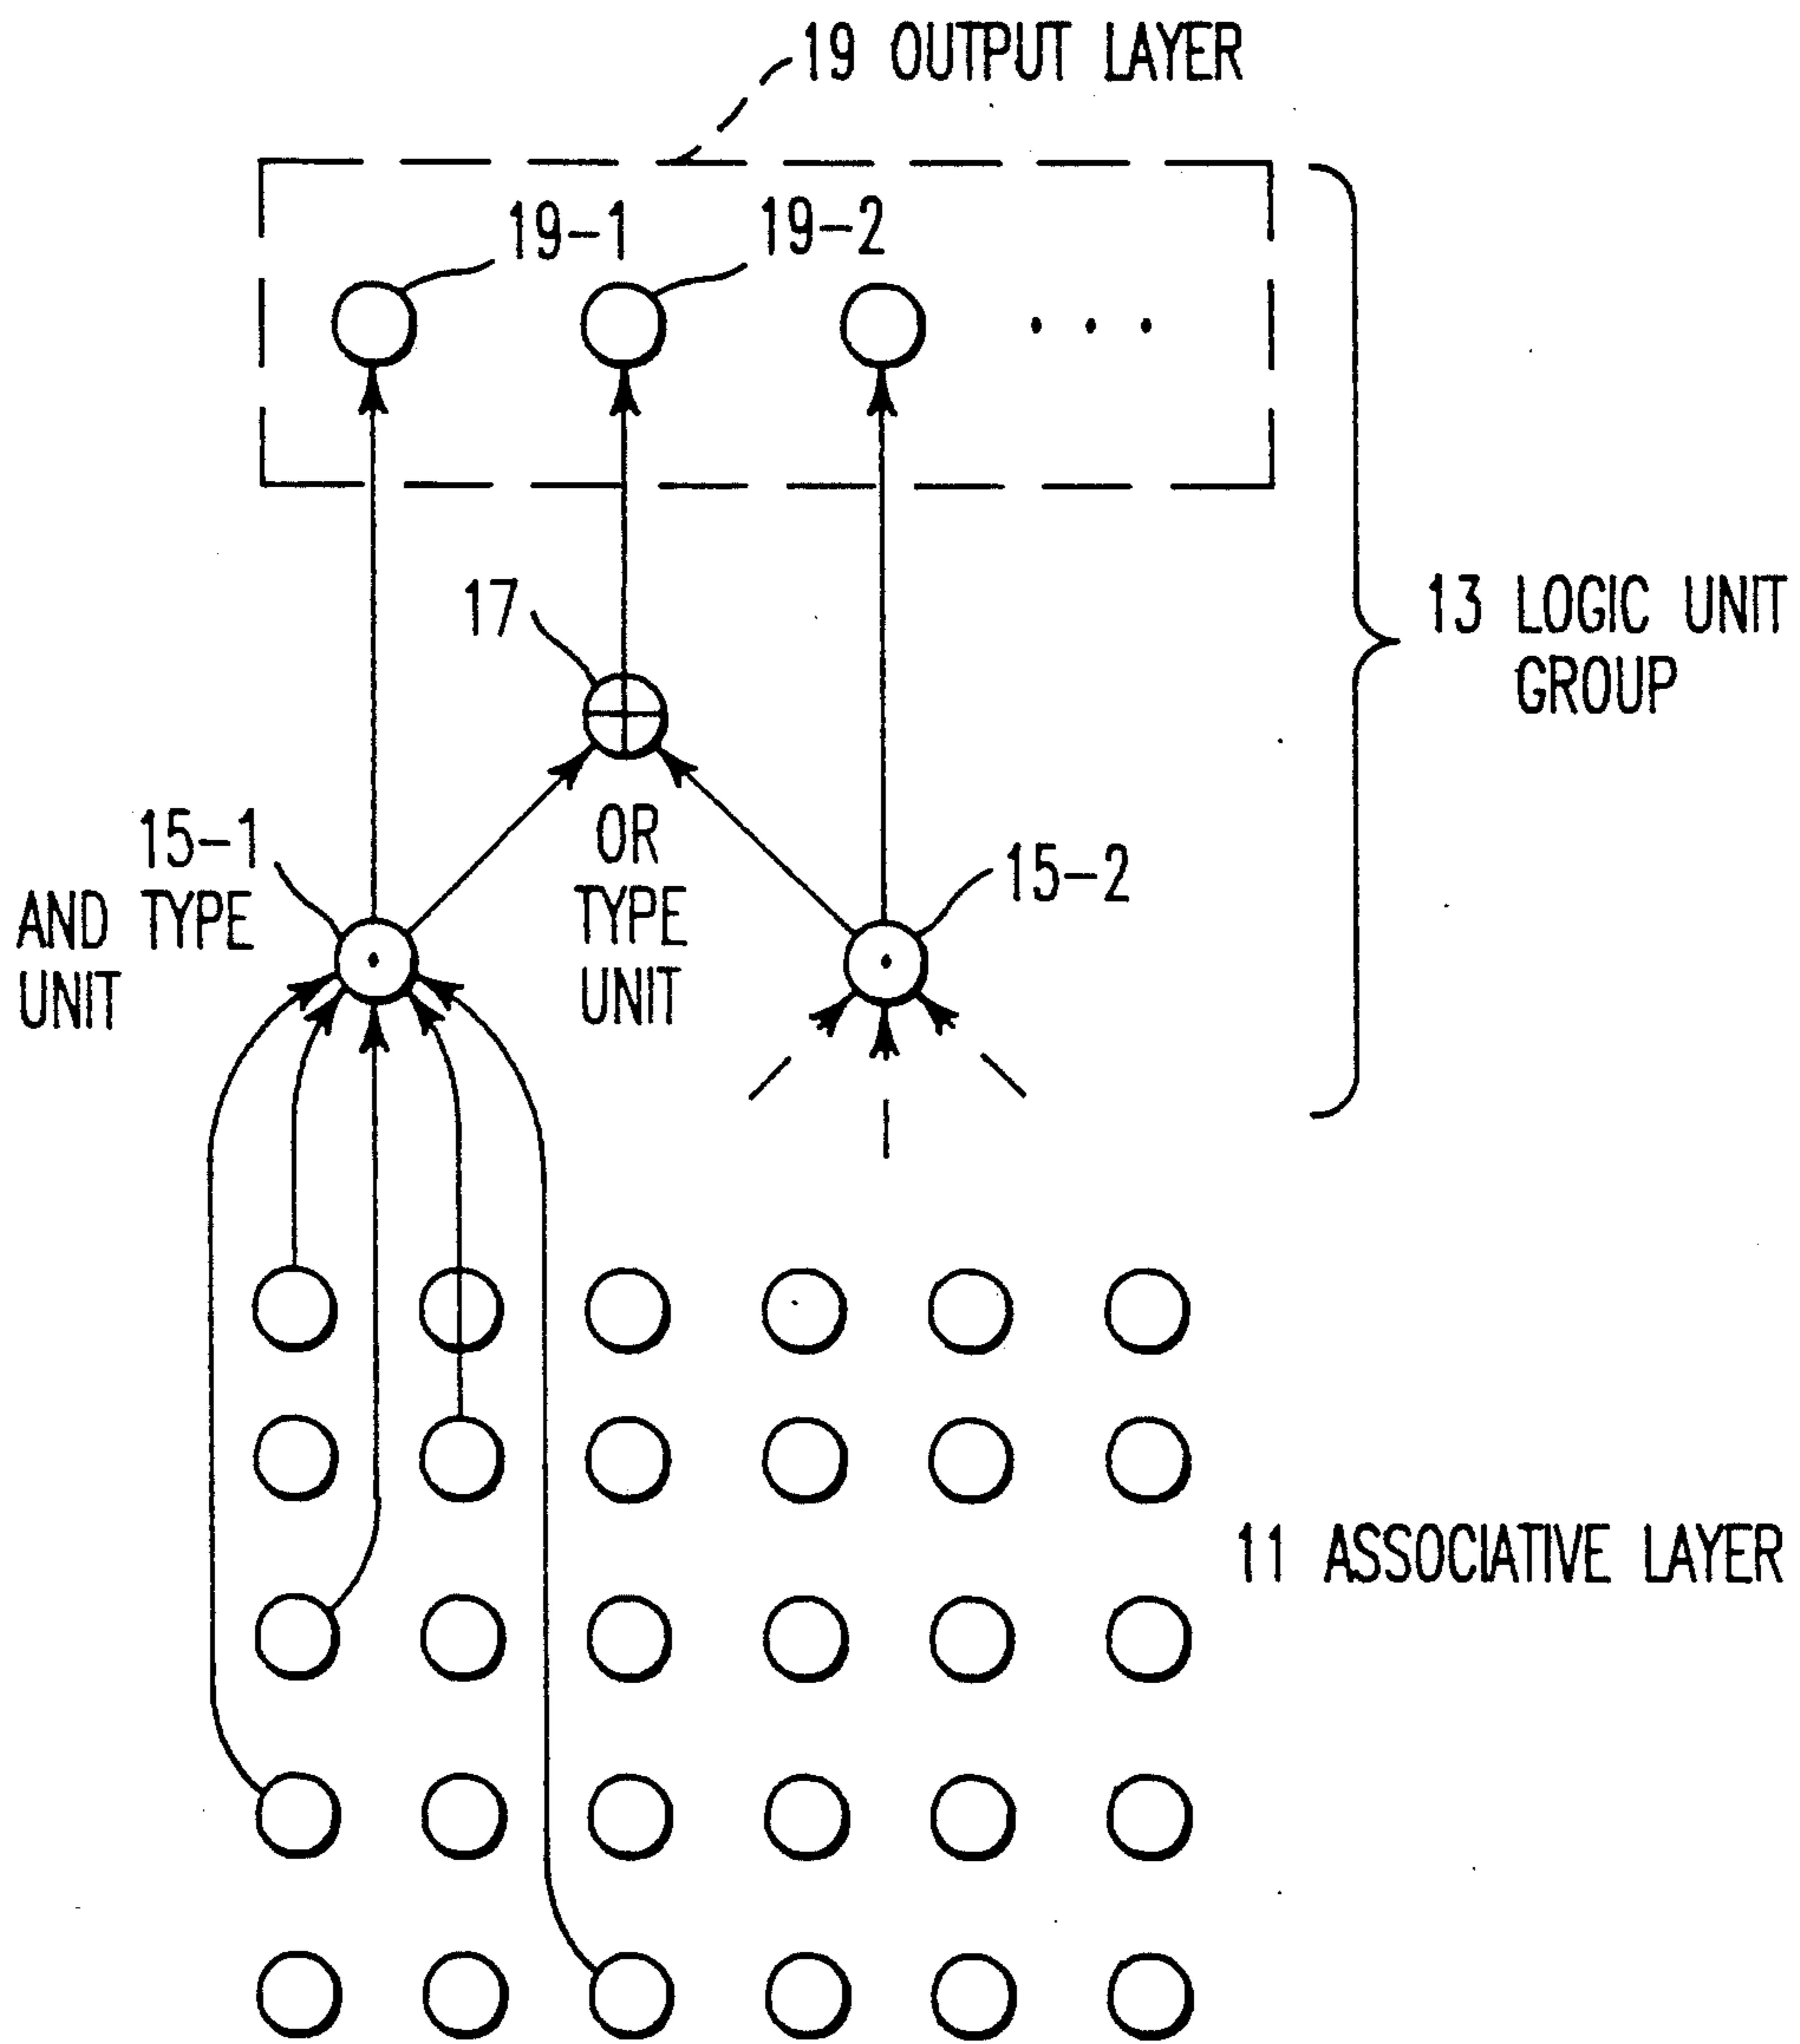 19 OUTPUT LAYER
19-1
19-2
. . .
17
13 LOGIC UNIT
GROUP
15-1
AND TYPE
UNIT
OR
TYPE
UNIT
15-2
11 ASSOCIATIVE LAYER